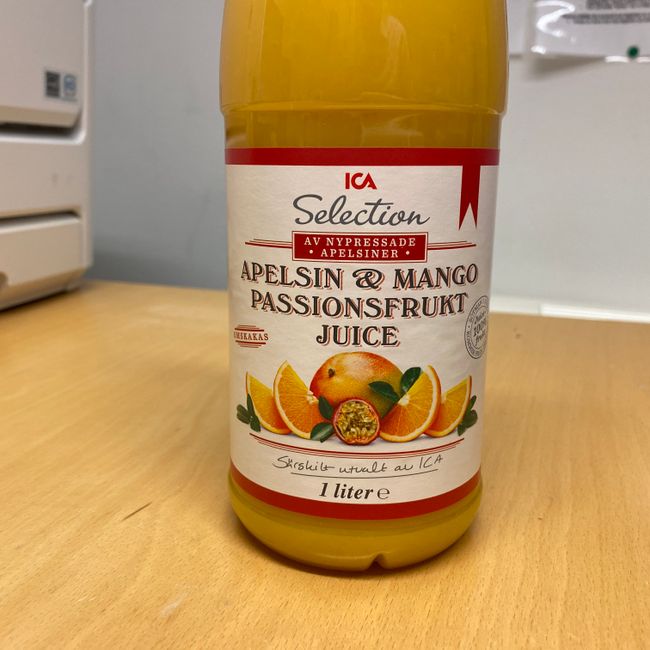 ICA
Selection
AV NYPRESSADE
• APELSINER •
APELSIN & MANGO
PASSIONSFRUKT
JUICE
Särskilt utvalt av ICA
1 liter ℮